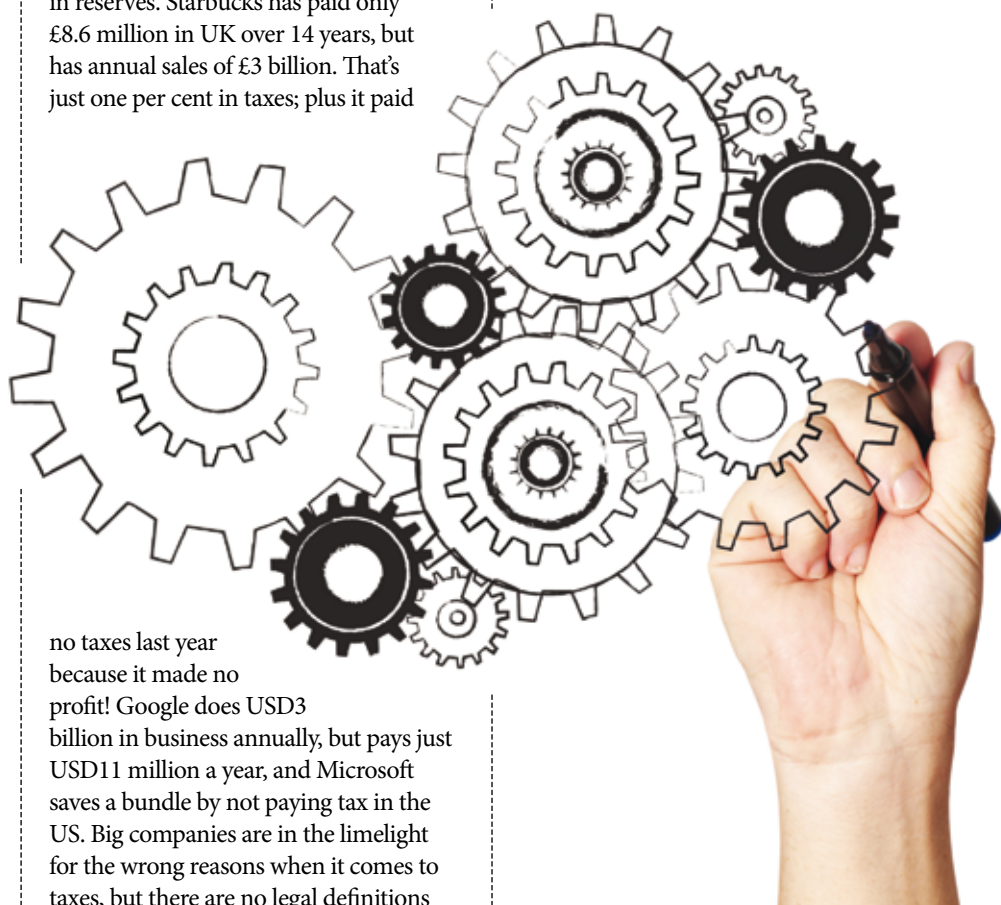 in reserves. Starbucks has paid only
£8.6 million in UK over 14 years, but
has annual sales of £3 billion. That's
just one per cent in taxes; plus it paid
no taxes last year
because it made no
profit! Google does USD3
billion in business annually, but pays just
USD11 million a year, and Microsoft
saves a bundle by not paying tax in the
US. Big companies are in the limelight
for the wrong reasons when it comes to
taxes, but there are no legal definitions